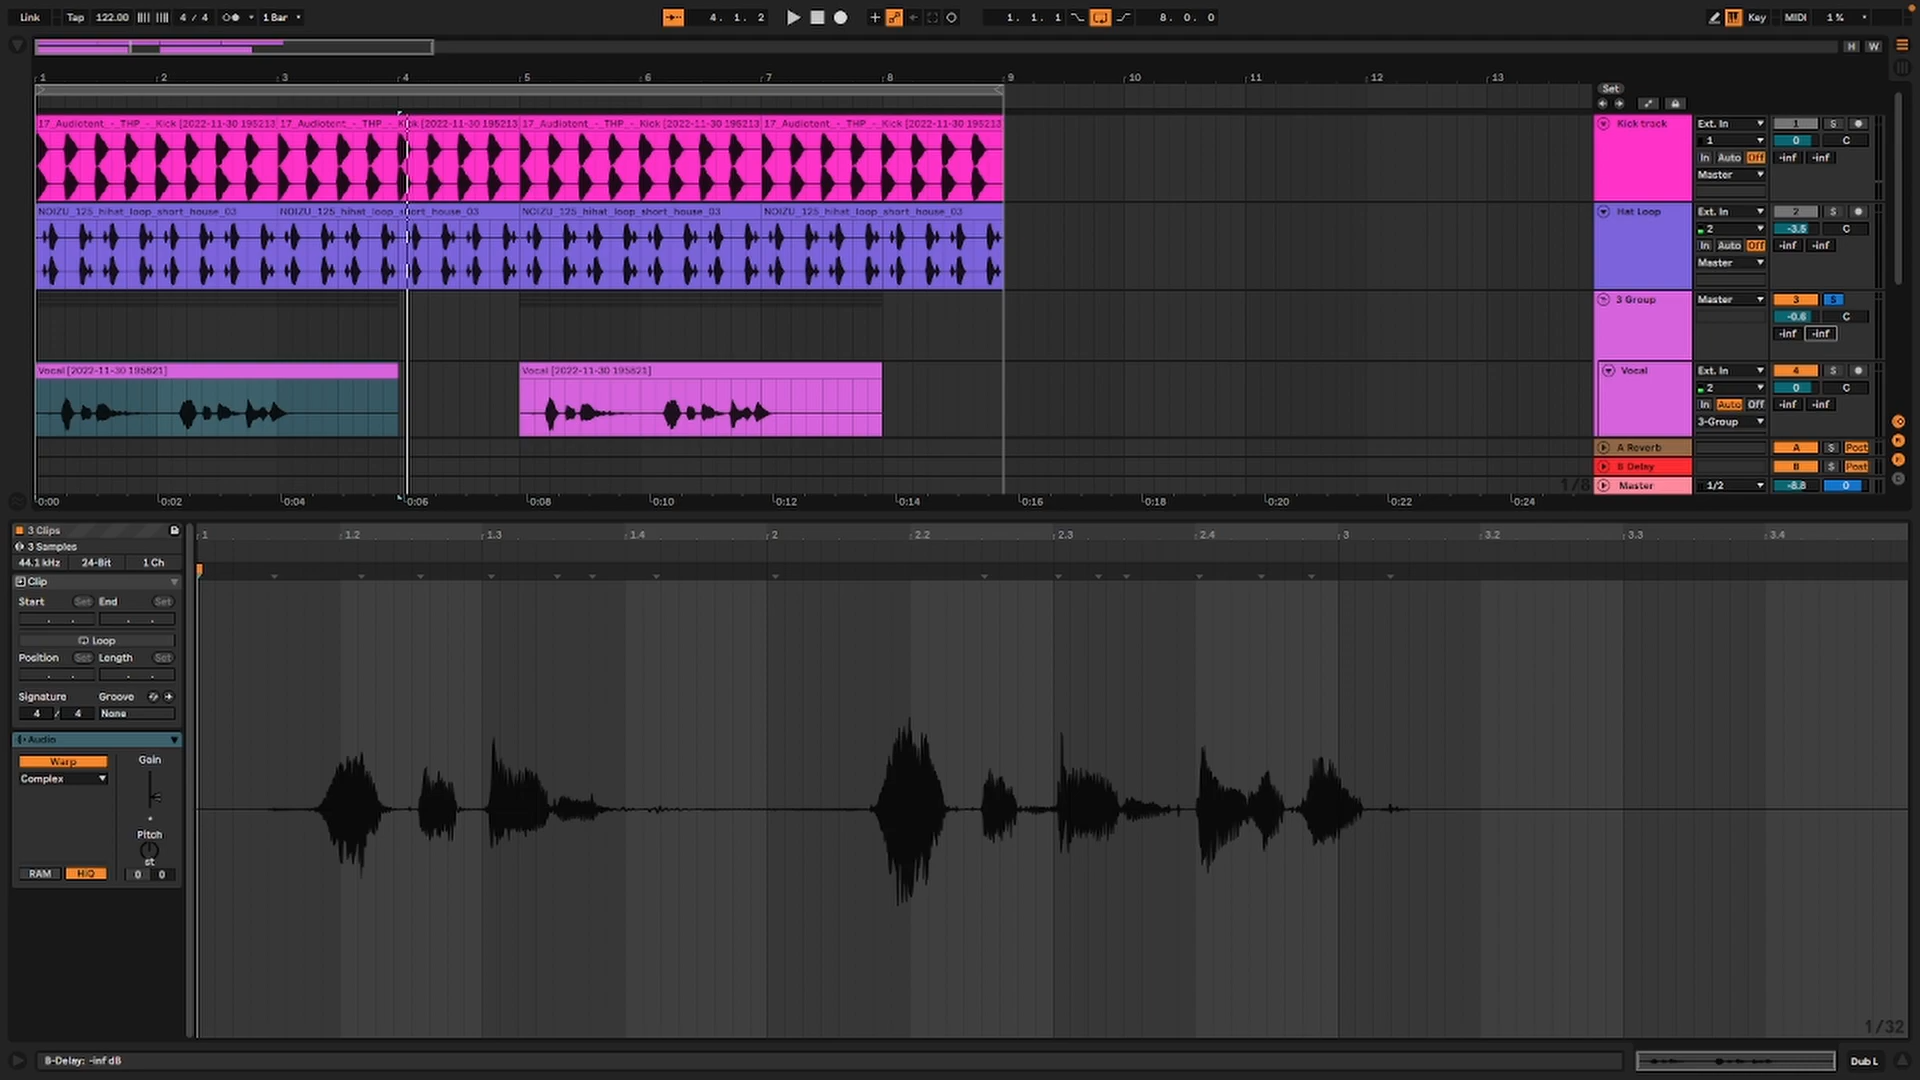 Link Tap 122.00 4 / 4 1 Bar 4. 1. 2 1. 1. 1 8. 0. 0 Key MIDI 1 %
H W
1 2 3 4 5 6 7 8 9 10 11 12 13
Set
17_Audiotent_-_THP_-_Kick [2022-11-30 195213 17_Audiotent_-_THP_-_Kick [2022-11-30 195213 17_Audiotent_-_THP_-_Kick [2022-11-30 195213 17_Audiotent_-_THP_-_Kick [2022-11-30 195213
Kick track Ext. In 1 S
1 0 C
In Auto Off -inf -inf
Master
NOIZU_125_hihat_loop_short_house_03 NOIZU_125_hihat_loop_short_house_03 NOIZU_125_hihat_loop_short_house_03 NOIZU_125_hihat_loop_short_house_03
Hat Loop Ext. In 2 S
2 -3.5 C
In Auto Off -inf -inf
Master
3 Group Master 3 S
-0.6 C
-inf -inf
Vocal [2022-11-30 195821] Vocal [2022-11-30 195821]
Vocal Ext. In 4 S
2 0 C
In Auto Off -inf -inf
3-Group
A Reverb A S Post
B Delay B S Post
1/8 Master 1/2 -8.8 0
0:00 0:02 0:04 0:06 0:08 0:10 0:12 0:14 0:16 0:18 0:20 0:22 0:24
3 Clips
3 Samples
44.1 kHz 24-Bit 1 Ch
Clip
Start Set End Set
Loop
Position Set Length Set
Signature Groove
4 / 4 None
Audio
Warp Gain
Complex
Pitch
st
RAM HiQ 0 0
1 1.2 1.3 1.4 2 2.2 2.3 2.4 3 3.2 3.3 3.4
1/32
B-Delay: -inf dB
Dub L